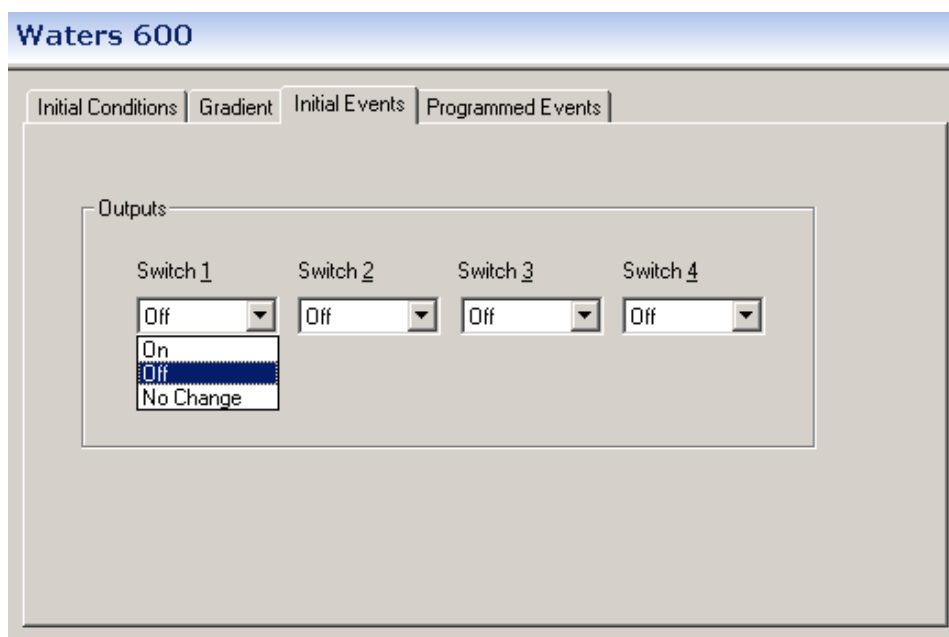 Waters 600
Initial Conditions Gradient Initial Events Programmed Events
Outputs
Switch 1 Switch 2 Switch 3 Switch 4
Off Off Off Off
On
Off
No Change